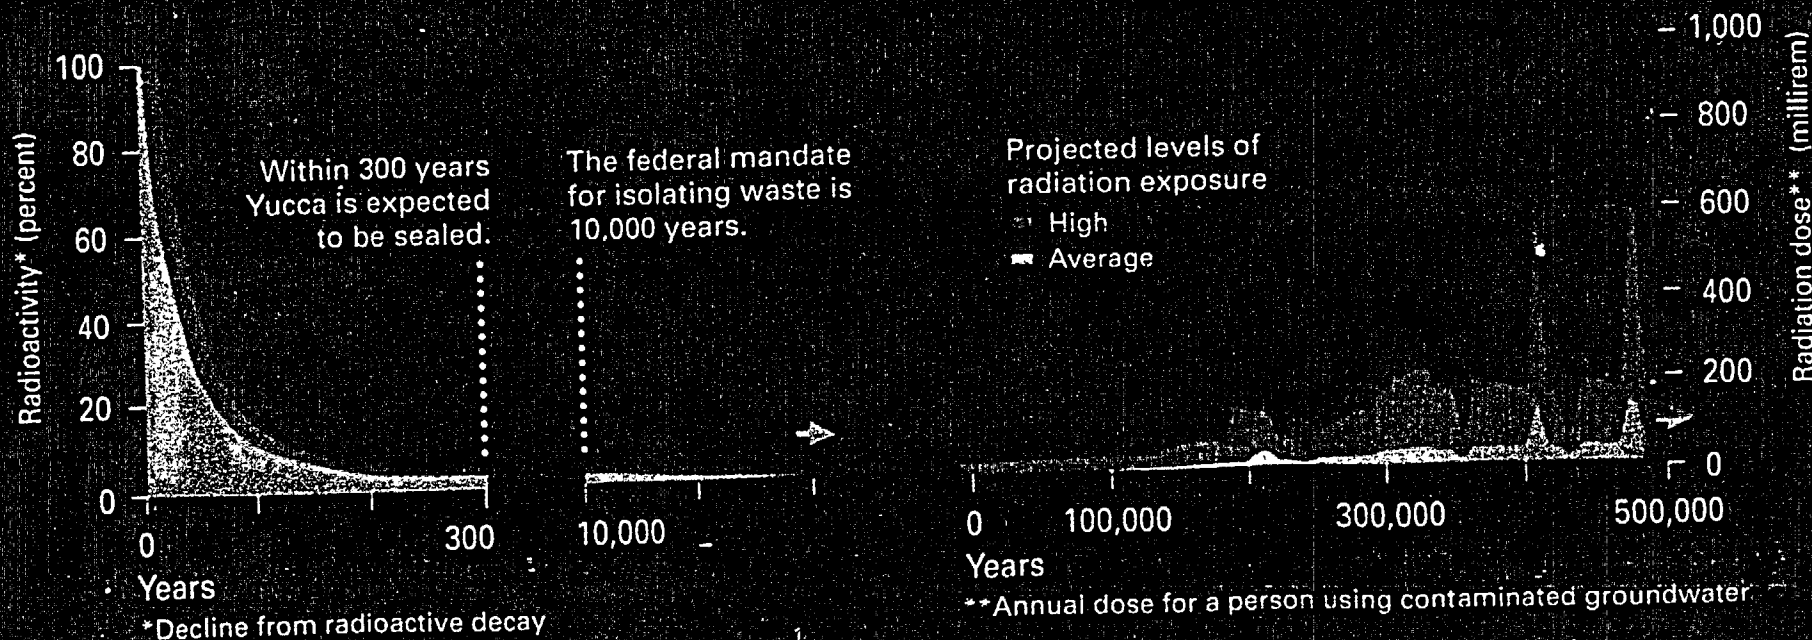 Radioactivity* (percent)
100
80
60
40
20
0
Within 300 years
Yucca is expected
to be sealed.
0
300
Years
*Decline from radioactive decay
The federal mandate
for isolating waste is
10,000 years.
10,000
Projected levels of
radiation exposure
High
Average
1,000
800
600
400
200
0
Radiation dose** (millirem)
0
100,000
300,000
500,000
Years
**Annual dose for a person using contaminated groundwater